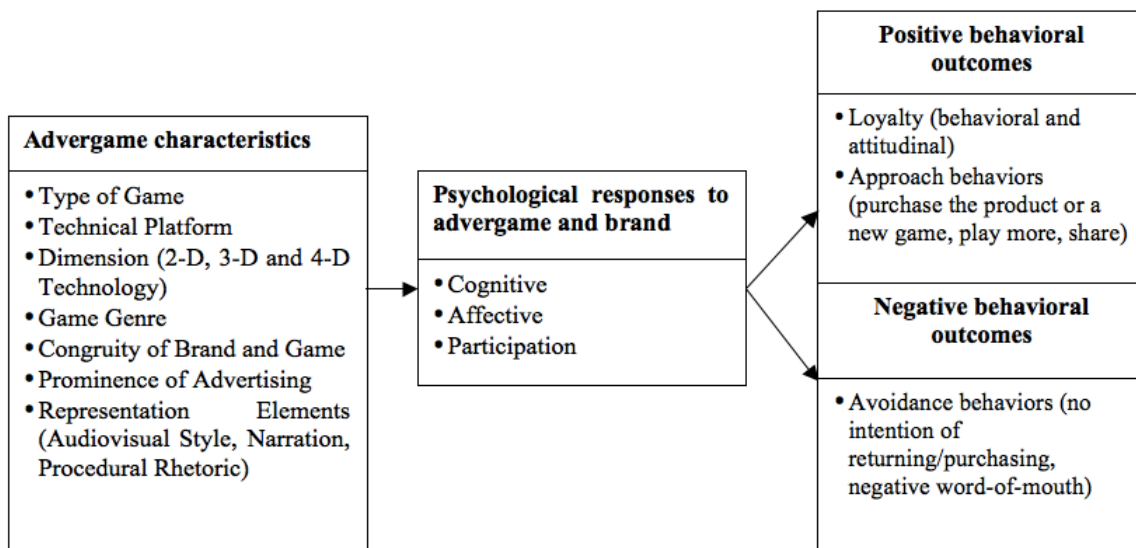 Advergame characteristics
• Type of Game
• Technical Platform
• Dimension (2-D, 3-D and 4-D
Technology)
• Game Genre
• Congruity of Brand and Game
• Prominence of Advertising
• Representation Elements
(Audiovisual Style, Narration,
Procedural Rhetoric)
Psychological responses to
advergame and brand
• Cognitive
• Affective
• Participation
Positive behavioral
outcomes
• Loyalty (behavioral and
attitudinal)
• Approach behaviors
(purchase the product or a
new game, play more, share)
Negative behavioral
outcomes
• Avoidance behaviors (no
intention of
returning/purchasing,
negative word-of-mouth)